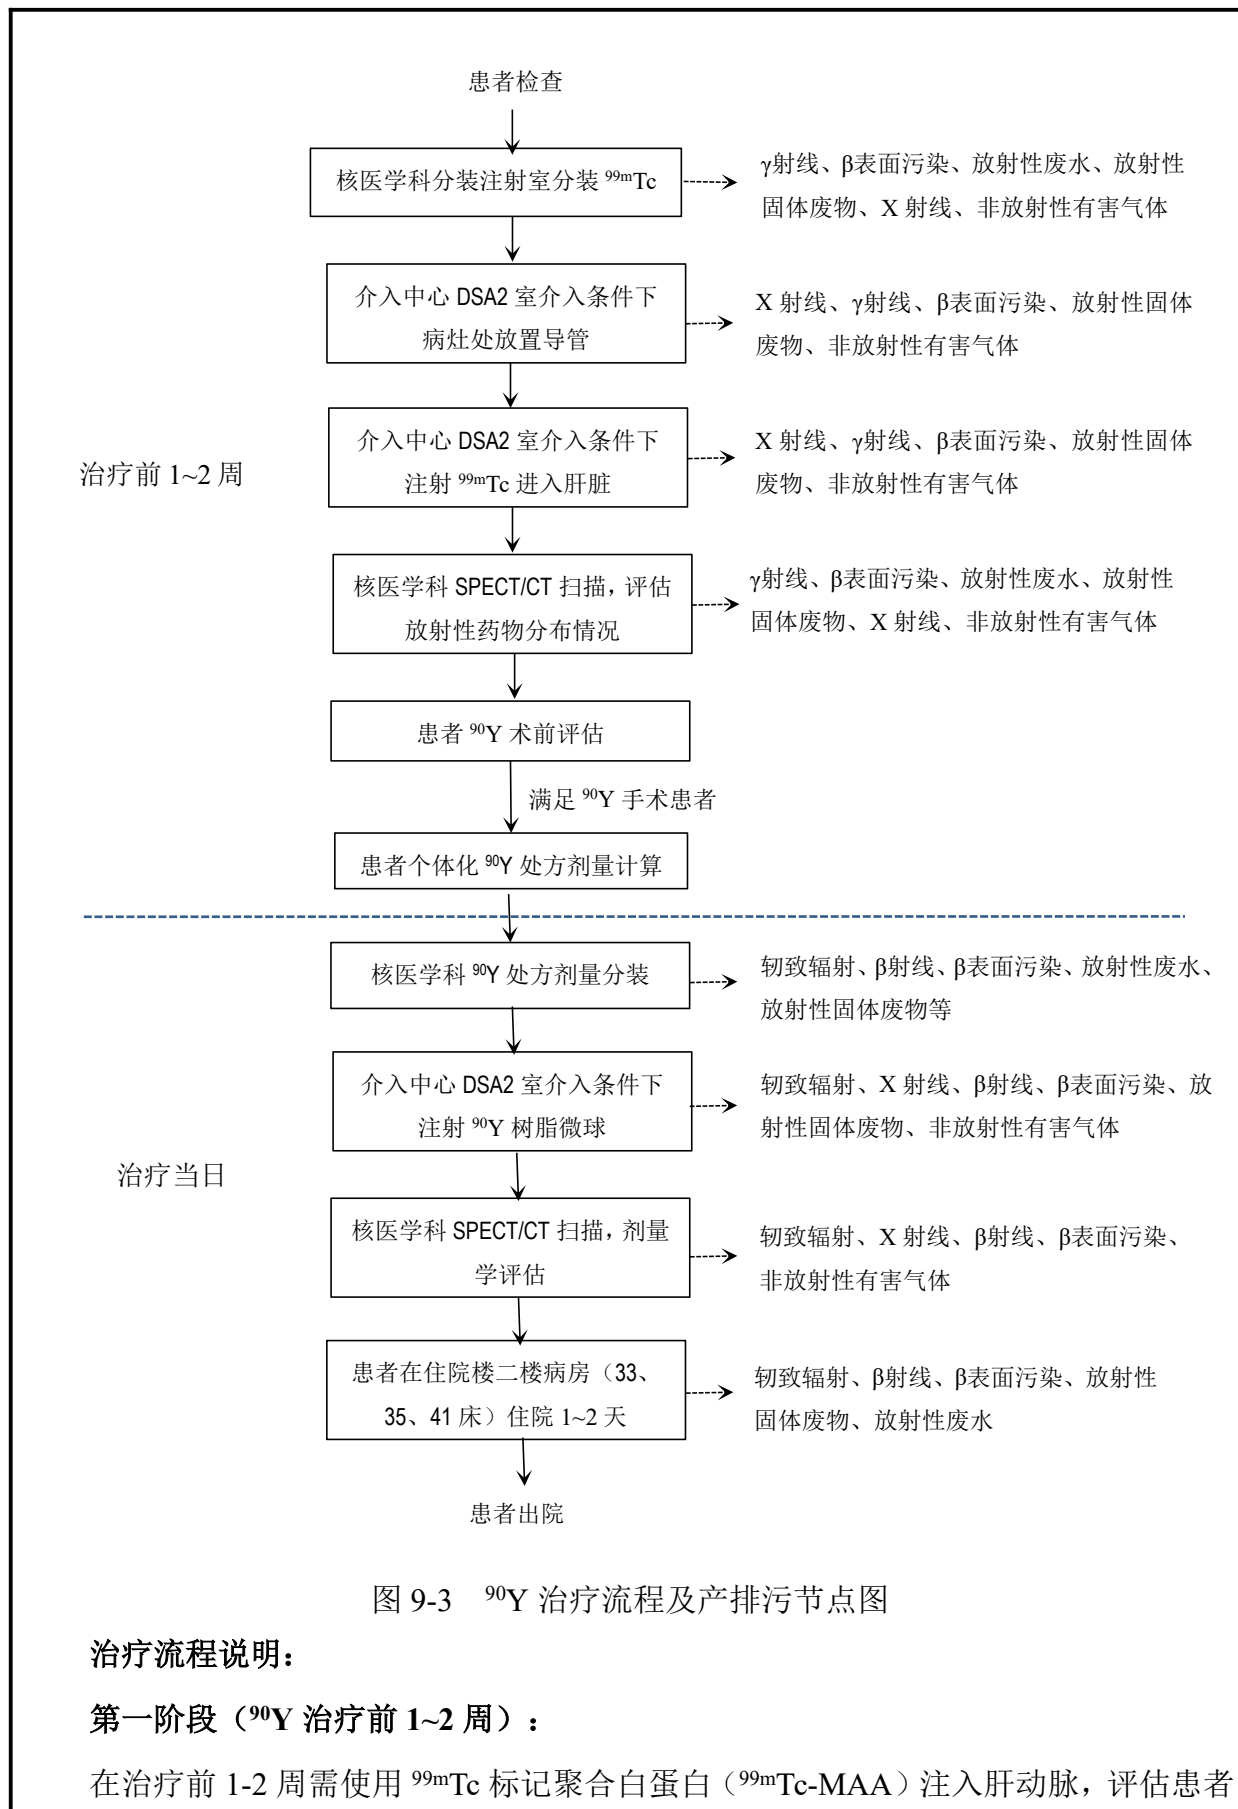 患者检查
核医学科分装注射室分装 ⁹⁹ᵐTc
γ射线、β表面污染、放射性废水、放射性
固体废物、X 射线、非放射性有害气体
介入中心 DSA2 室介入条件下
病灶处放置导管
X 射线、γ射线、β表面污染、放射性固体
废物、非放射性有害气体
治疗前 1~2 周
介入中心 DSA2 室介入条件下
注射 ⁹⁹ᵐTc 进入肝脏
X 射线、γ射线、β表面污染、放射性固体
废物、非放射性有害气体
核医学科 SPECT/CT 扫描，评估
放射性药物分布情况
γ射线、β表面污染、放射性废水、放射性
固体废物、X 射线、非放射性有害气体
患者 ⁹⁰Y 术前评估
满足 ⁹⁰Y 手术患者
患者个体化 ⁹⁰Y 处方剂量计算
核医学科 ⁹⁰Y 处方剂量分装
轫致辐射、β射线、β表面污染、放射性废水、
放射性固体废物等
介入中心 DSA2 室介入条件下
注射 ⁹⁰Y 树脂微球
轫致辐射、X 射线、β射线、β表面污染、放
射性固体废物、非放射性有害气体
治疗当日
核医学科 SPECT/CT 扫描，剂量
学评估
轫致辐射、X 射线、β射线、β表面污染、
非放射性有害气体
患者在住院楼二楼病房（33、
35、41 床）住院 1~2 天
轫致辐射、β射线、β表面污染、放射性
固体废物、放射性废水
患者出院
图 9-3 ⁹⁰Y 治疗流程及产排污节点图
治疗流程说明：
第一阶段（⁹⁰Y 治疗前 1~2 周）：
在治疗前 1-2 周需使用 ⁹⁹ᵐTc 标记聚合白蛋白（⁹⁹ᵐTc-MAA）注入肝动脉，评估患者